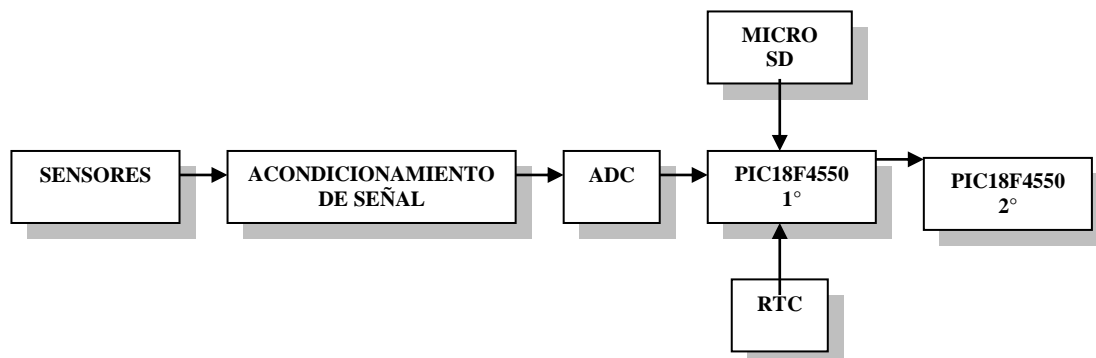 MICRO
SD
SENSORES
ACONDICIONAMIENTO
DE SEÑAL
ADC
PIC18F4550
1°
PIC18F4550
2°
RTC